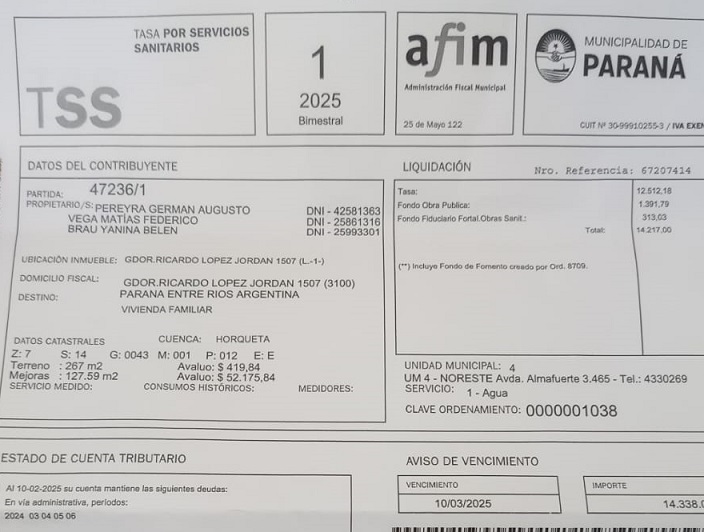 TASA POR SERVICIOS
SANITARIOS
TSS
1
2025
Bimestral
afim
Administración Fiscal Municipal
25 de Mayo 122
MUNICIPALIDAD DE
PARANÁ
CUIT Nº 30-99910255-3 / IVA EXEN
DATOS DEL CONTRIBUYENTE
PARTIDA: 47236/1
PROPIETARIO/S: PEREYRA GERMAN AUGUSTO DNI - 42581363
VEGA MATÍAS FEDERICO DNI - 25861316
BRAU YANINA BELEN DNI - 25993301
UBICACIÓN INMUEBLE: GDOR.RICARDO LOPEZ JORDAN 1507 (L.-1-)
DOMICILIO FISCAL: GDOR.RICARDO LOPEZ JORDAN 1507 (3100)
PARANA ENTRE RIOS ARGENTINA
DESTINO:
VIVIENDA FAMILIAR
DATOS CATASTRALES CUENCA: HORQUETA
Z: 7 S: 14 G: 0043 M: 001 P: 012 E: E
Terreno : 267 m2 Avaluo: $ 419,84
Mejoras : 127.59 m2 Avaluo: $ 52.175,84
SERVICIO MEDIDO: CONSUMOS HISTÓRICOS: MEDIDORES:
LIQUIDACIÓN Nro. Referencia: 67207414
Tasa: 12.512,18
Fondo Obra Publica: 1.391,79
Fondo Fiduciario Fortal.Obras Sanit.: 313,03
Total: 14.217,00
(**) Incluye Fondo de Fomento creado por Ord. 8709.
UNIDAD MUNICIPAL: 4
UM 4 - NORESTE Avda. Almafuerte 3.465 - Tel.: 4330269
SERVICIO: 1 - Agua
CLAVE ORDENAMIENTO: 0000001038
ESTADO DE CUENTA TRIBUTARIO
Al 10-02-2025 su cuenta mantiene las siguientes deudas:
En vía administrativa, periodos:
2024 03 04 05 06
AVISO DE VENCIMIENTO
VENCIMIENTO IMPORTE
10/03/2025 14.338.0